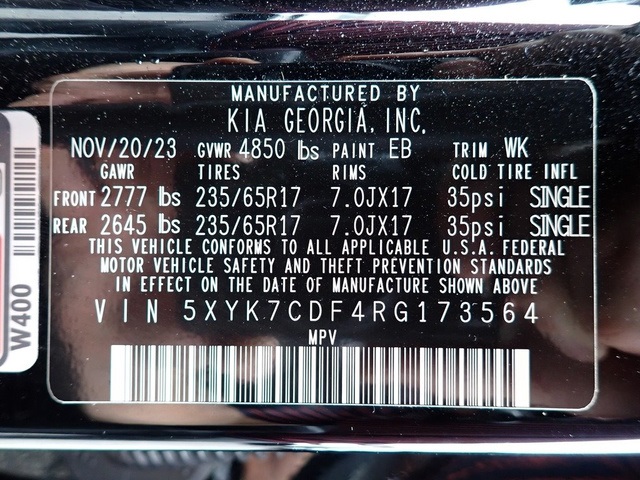 MANUFACTURED BY
KIA GEORGIA, INC.
NOV/20/23 GVWR 4850 lbs PAINT EB TRIM WK
GAWR TIRES RIMS COLD TIRE INFL
FRONT 2777 lbs 235/65R17 7.0JX17 35psi SINGLE
REAR 2645 lbs 235/65R17 7.0JX17 35psi SINGLE
THIS VEHICLE CONFORMS TO ALL APPLICABLE U.S.A. FEDERAL
MOTOR VEHICLE SAFETY AND THEFT PREVENTION STANDARDS
IN EFFECT ON THE DATE OF MANUFACTURE SHOWN ABOVE
VIN 5XYK7CDF4RG173564
MPV
W400